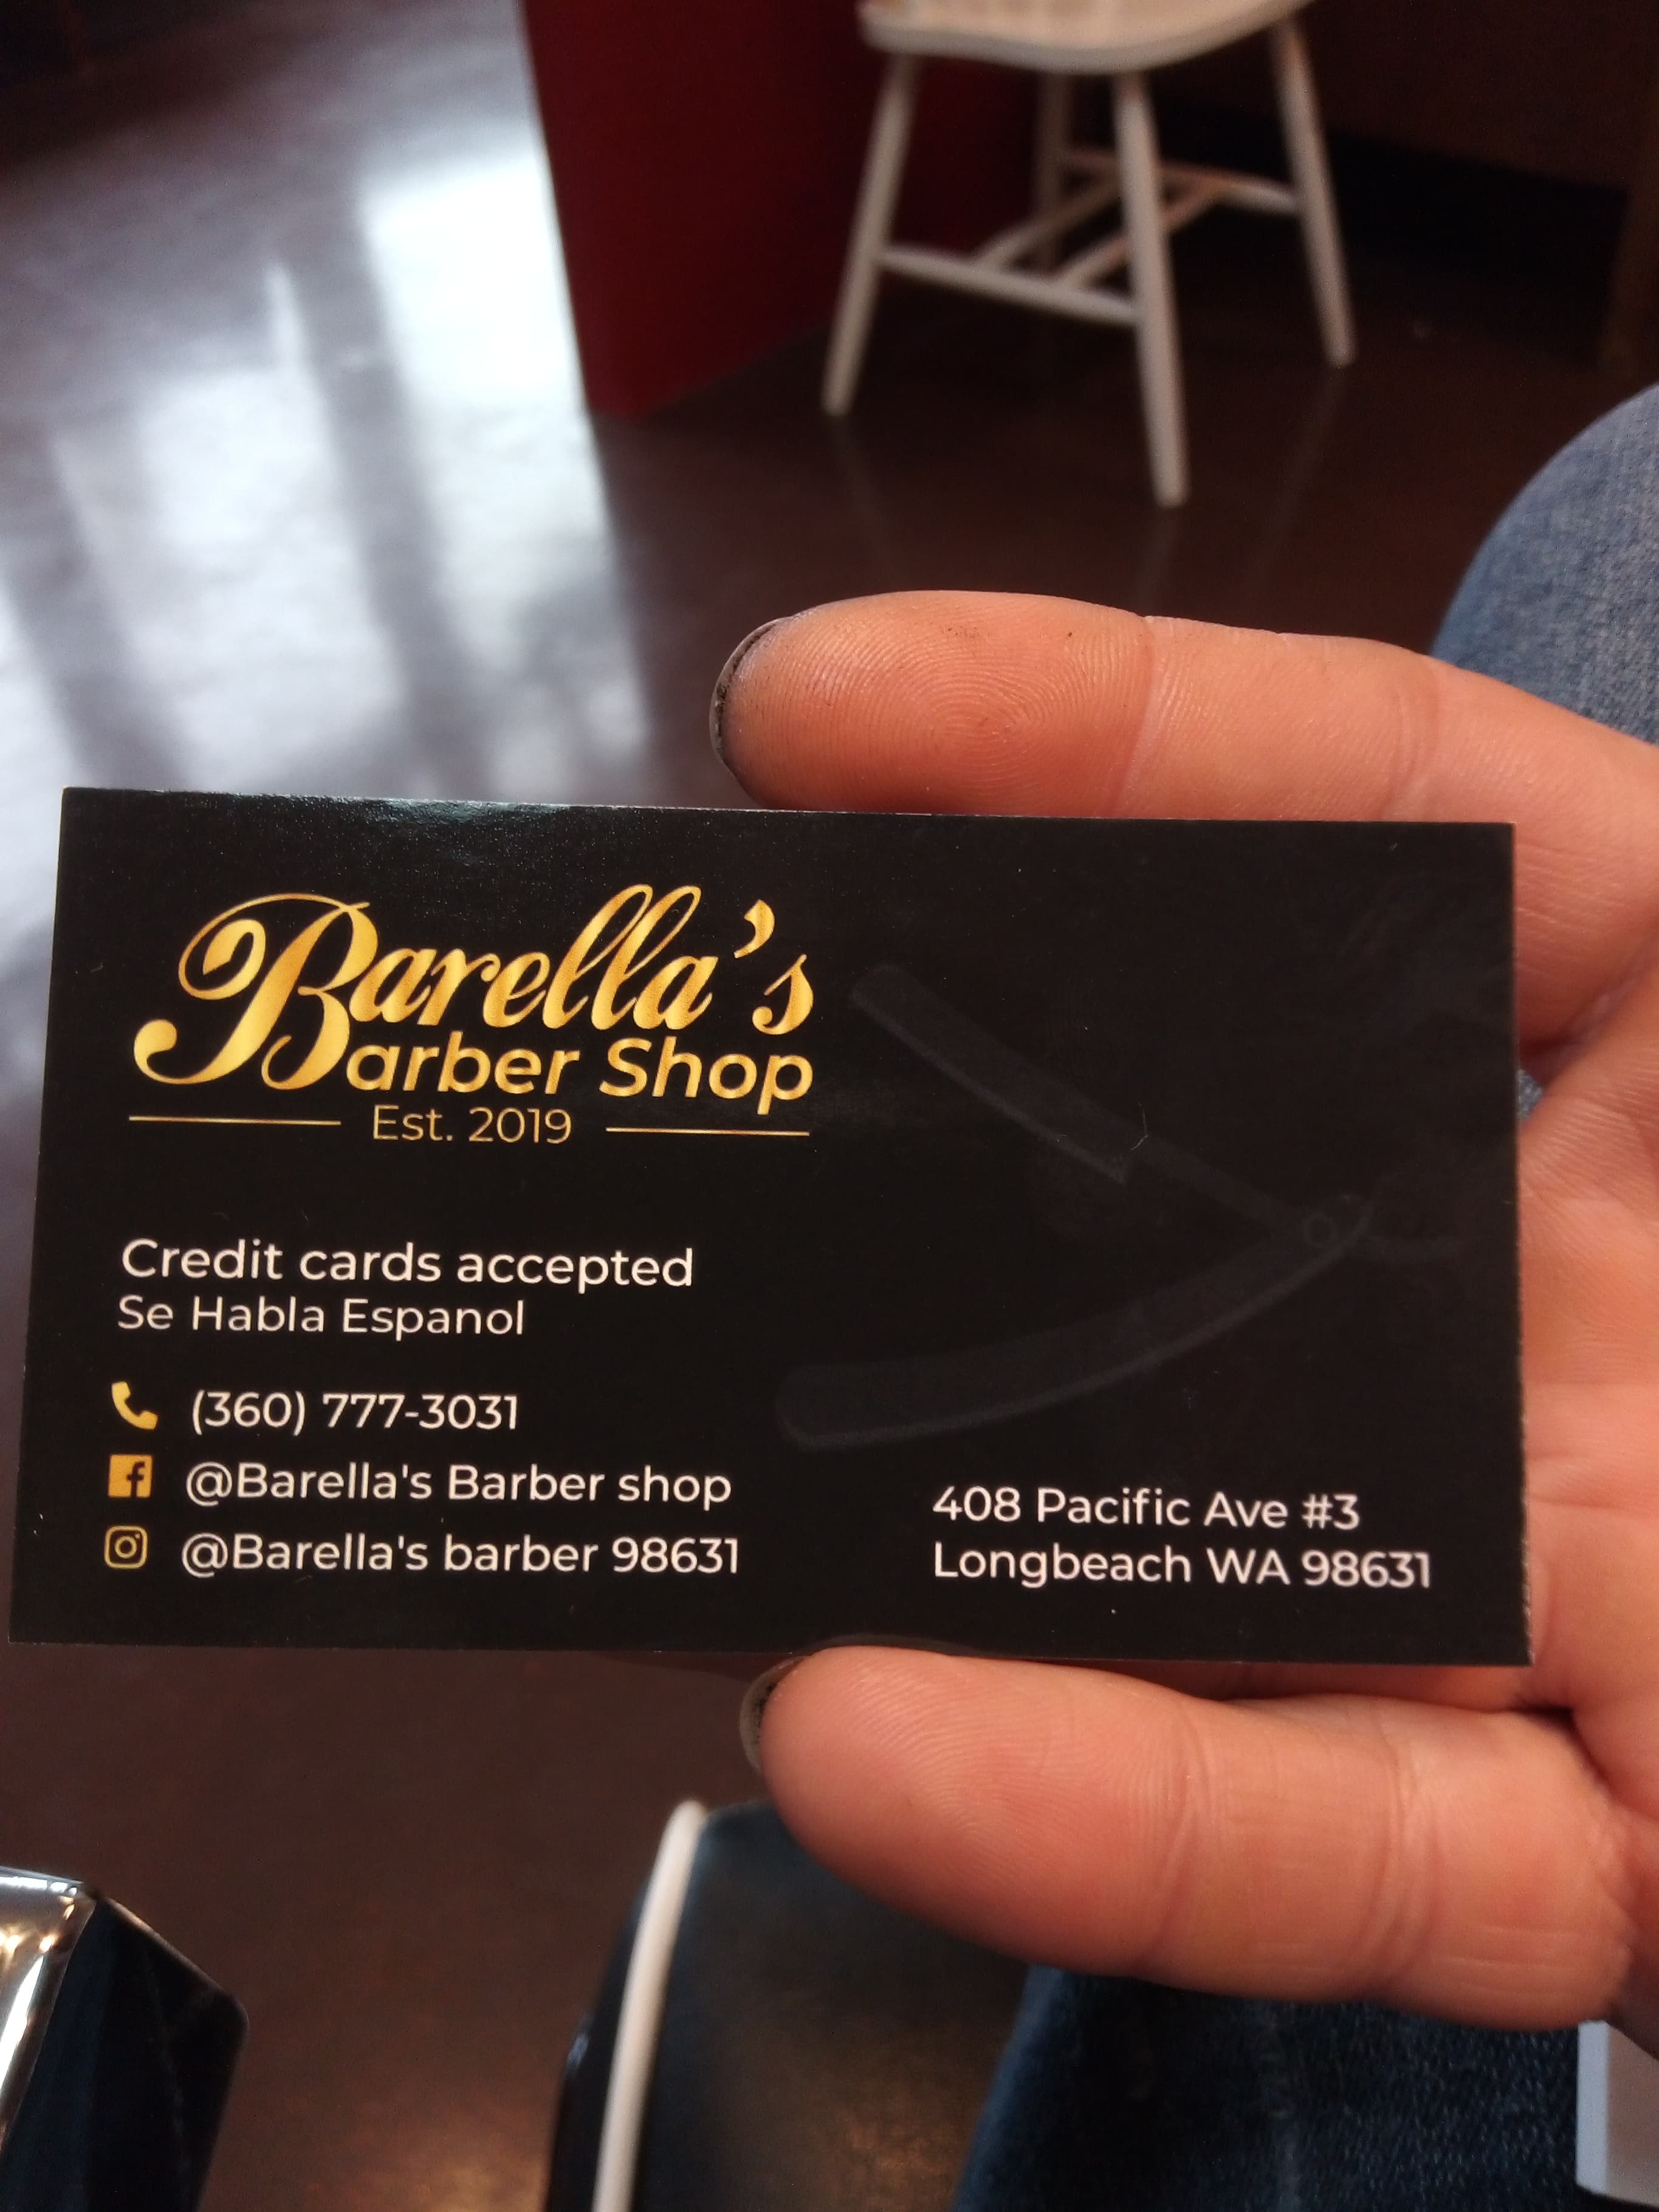 Barella's
Barber Shop
Est. 2019
Credit cards accepted
Se Habla Espanol
(360) 777-3031
@Barella's Barber shop
@Barella's barber 98631
408 Pacific Ave #3
Longbeach WA 98631